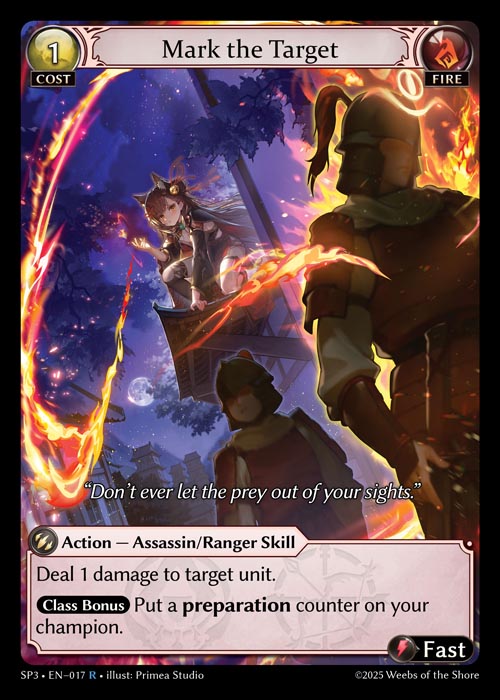 1
COST
Mark the Target
FIRE
“Don’t ever let the prey out of your sights.”
Action — Assassin/Ranger Skill
Deal 1 damage to target unit.
Class Bonus Put a preparation counter on your
champion.
Fast
SP3 • EN–017 R • illust: Primea Studio
©2025 Weebs of the Shore